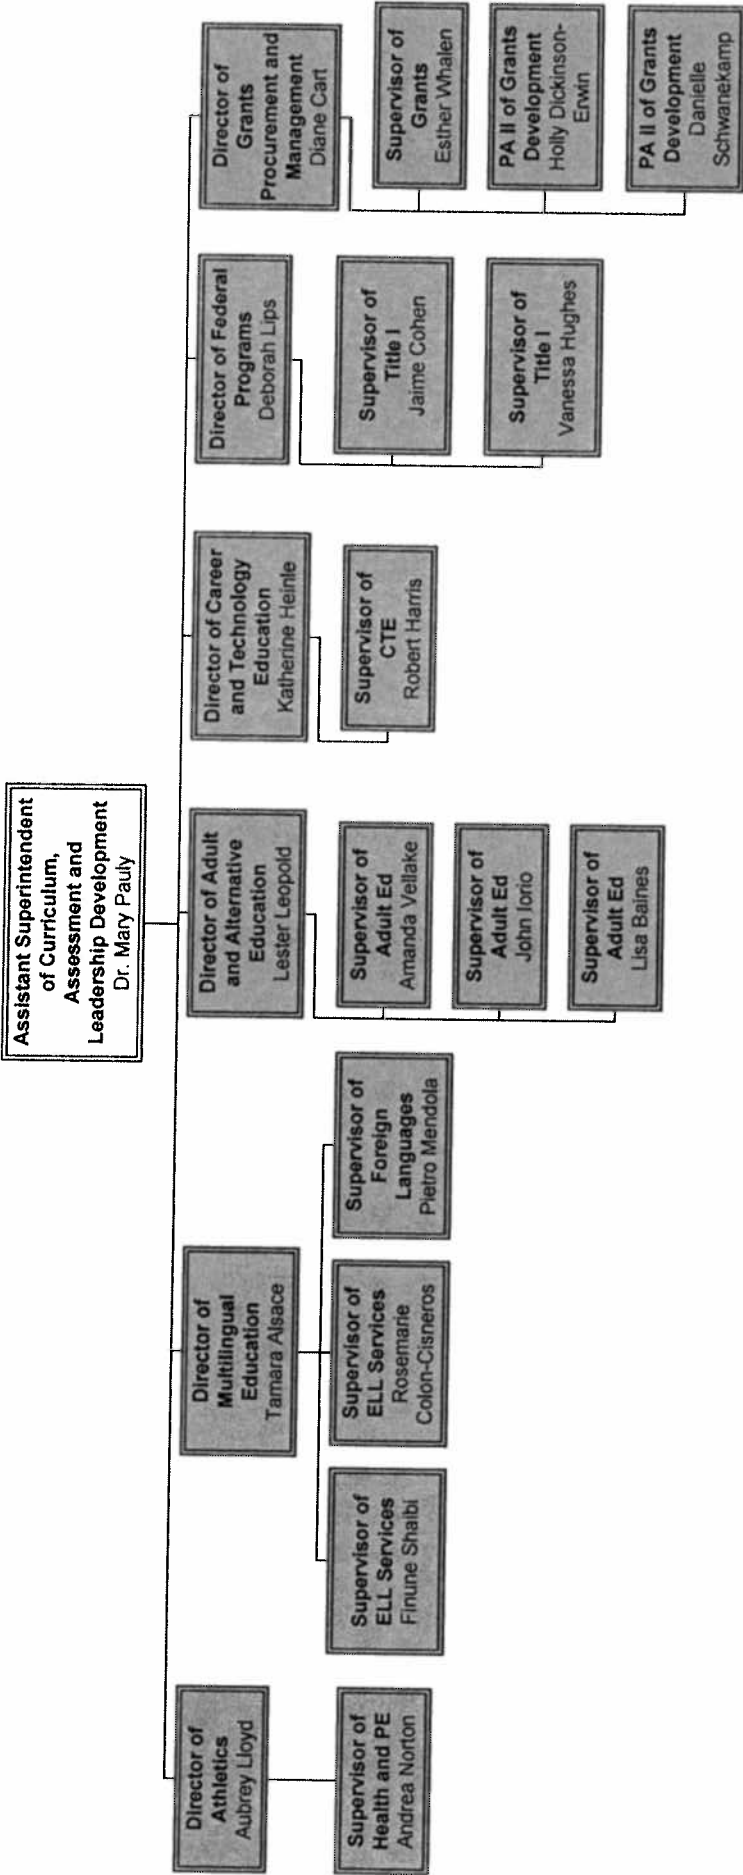 Assistant Superintendent
of Curriculum,
Assessment and
Leadership Development
Dr. Mary Pauly
Director of
Athletics
Aubrey Lloyd
Supervisor of
Health and PE
Andrea Norton
Director of
Multilingual
Education
Tamara Alsace
Supervisor of
ELL Services
Finune Shaibi
Supervisor of
ELL Services
Rosemarie
Colon-Cisneros
Supervisor of
Foreign
Languages
Pietro Mendola
Director of Adult
and Alternative
Education
Lester Leopold
Supervisor of
Adult Ed
Amanda Vellake
Supervisor of
Adult Ed
John Iorio
Supervisor of
Adult Ed
Lisa Baines
Director of Career
and Technology
Education
Katherine Heinle
Supervisor of
CTE
Robert Harris
Director of Federal
Programs
Deborah Lips
Supervisor of
Title I
Jaime Cohen
Supervisor of
Title I
Vanessa Hughes
Director of
Grants
Procurement and
Management
Diane Cart
Supervisor of
Grants
Esther Whalen
PA II of Grants
Development
Holly Dickinson-
Erwin
PA II of Grants
Development
Danielle
Schwanekamp